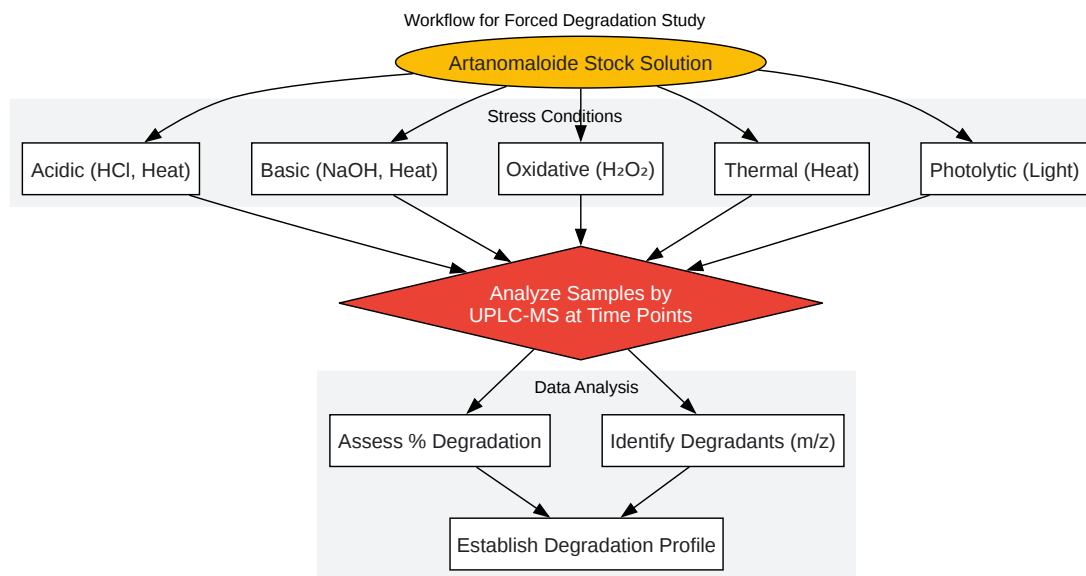 Workflow for Forced Degradation Study
Artanomaloide Stock Solution
Stress Conditions
Acidic (HCl, Heat)
Basic (NaOH, Heat)
Oxidative (H₂O₂)
Thermal (Heat)
Photolytic (Light)
Analyze Samples by
UPLC-MS at Time Points
Data Analysis
Assess % Degradation
Identify Degradants (m/z)
Establish Degradation Profile